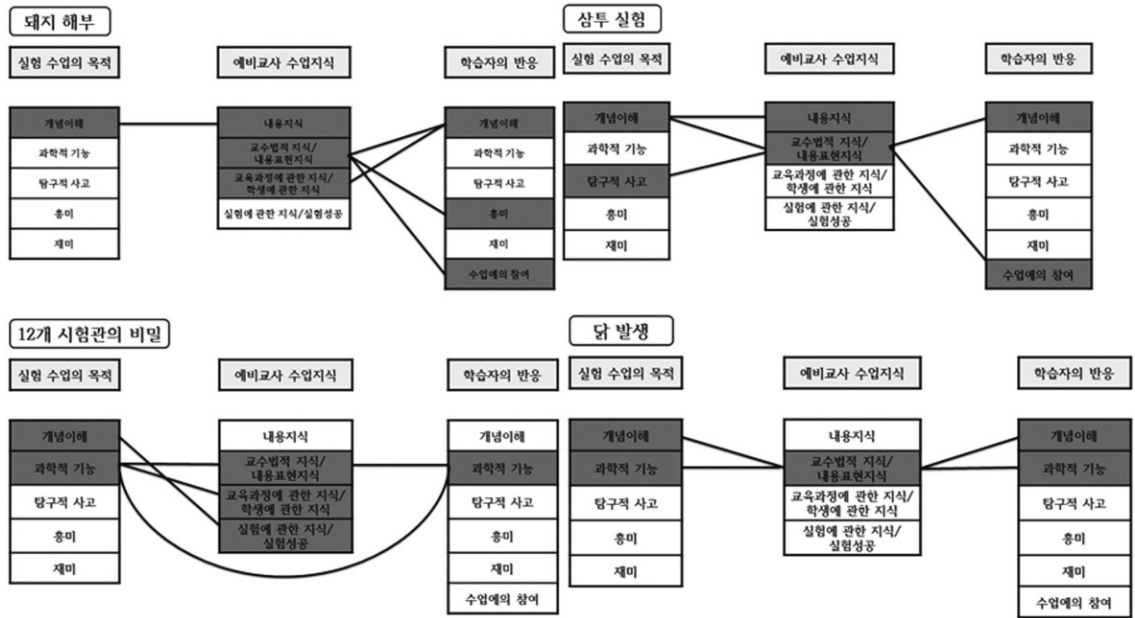 돼지 해부
실험 수업의 목적
예비교사 수업지식
학습자의 반응
개념이해
과학적 기능
탐구적 사고
흥미
재미
내용지식
교수법적 지식/
내용표현지식
교육과정에 관한 지식/
학생에 관한 지식
실험에 관한 지식/실험성공
개념이해
과학적 기능
탐구적 사고
흥미
재미
수업에의 참여
삼투 실험
실험 수업의 목적
예비교사 수업지식
학습자의 반응
개념이해
과학적 기능
탐구적 사고
흥미
재미
내용지식
교수법적 지식/
내용표현지식
교육과정에 관한 지식/
학생에 관한 지식
실험에 관한 지식/
실험성공
개념이해
과학적 기능
탐구적 사고
흥미
재미
수업에의 참여
12개 시험관의 비밀
실험 수업의 목적
예비교사 수업지식
학습자의 반응
개념이해
과학적 기능
탐구적 사고
흥미
재미
내용지식
교수법적 지식/
내용표현지식
교육과정에 관한 지식/
학생에 관한 지식
실험에 관한 지식/
실험성공
개념이해
과학적 기능
탐구적 사고
흥미
재미
수업에의 참여
닭 발생
실험 수업의 목적
예비교사 수업지식
학습자의 반응
개념이해
과학적 기능
탐구적 사고
흥미
재미
내용지식
교수법적 지식/
내용표현지식
교육과정에 관한 지식/
학생에 관한 지식
실험에 관한 지식/
실험성공
개념이해
과학적 기능
탐구적 사고
흥미
재미
수업에의 참여